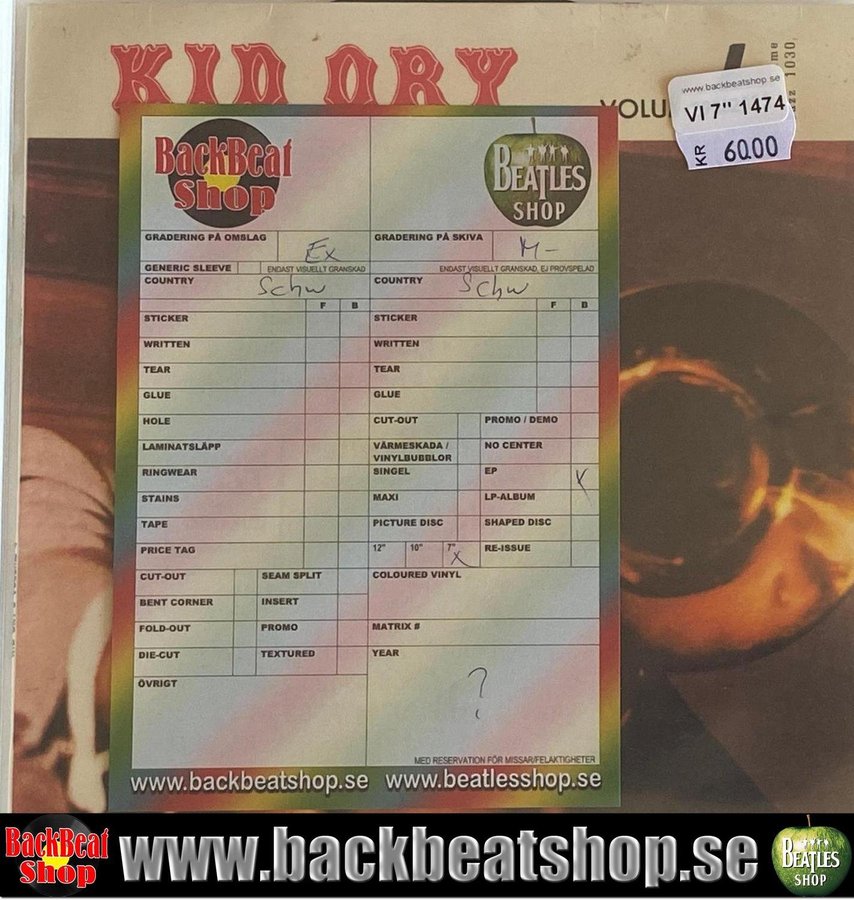 KID ORY
www.backbeatshop.se
VI 7" 1474
KR 60.00
BackBeat
Shop
BEATLES
SHOP
GRADERING PÅ OMSLAG Ex GRADERING PÅ SKIVA M-
GENERIC SLEEVE ENDAST VISUELLT GRANSKAD ENDAST VISUELLT GRANSKAD, EJ PROVSPELAD
COUNTRY Schw COUNTRY Schw
F B F B
STICKER STICKER
WRITTEN WRITTEN
TEAR TEAR
GLUE GLUE
HOLE CUT-OUT PROMO / DEMO
LAMINATSLÄPP VÄRMESKADA / NO CENTER
VINYLBUBBLOR
RINGWEAR SINGEL EP X
STAINS MAXI LP-ALBUM
TAPE PICTURE DISC SHAPED DISC
PRICE TAG 12" 10" 7" X RE-ISSUE
CUT-OUT SEAM SPLIT COLOURED VINYL
BENT CORNER INSERT
FOLD-OUT PROMO MATRIX #
DIE-CUT TEXTURED YEAR
ÖVRIGT ?
MED RESERVATION FÖR MISSAR/FELAKTIGHETER
www.backbeatshop.se www.beatlesshop.se
BackBeat
Shop
www.backbeatshop.se
BEATLES
SHOP